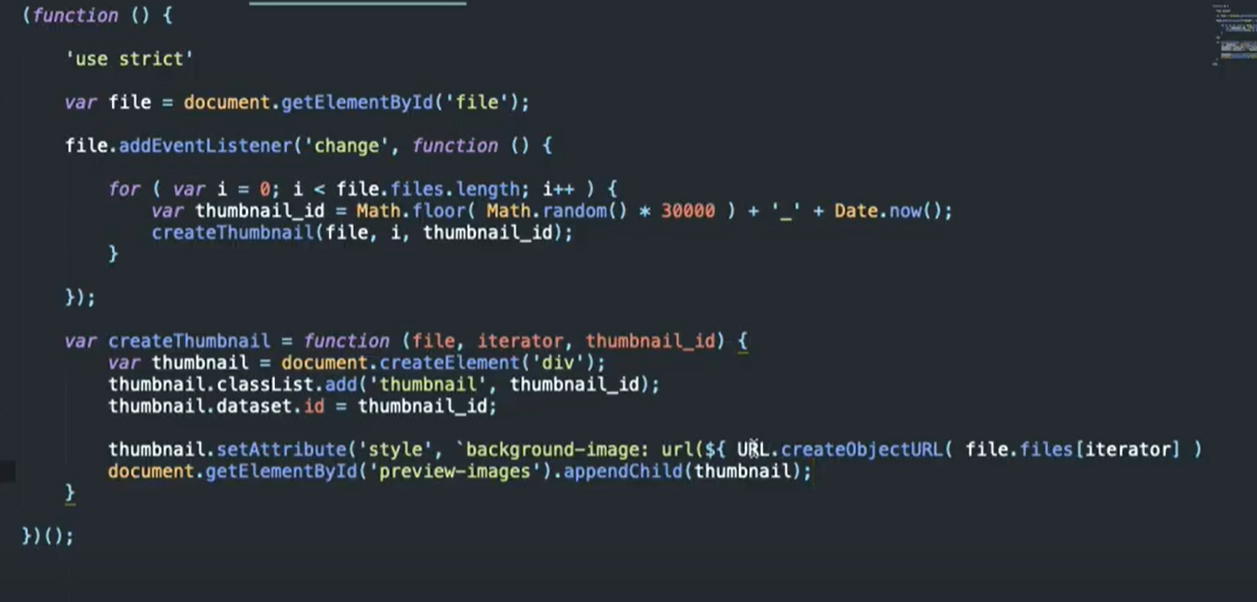 (function () {
'use strict'
var file = document.getElementById('file');
file.addEventListener('change', function () {
for ( var i = 0; i < file.files.length; i++ ) {
var thumbnail_id = Math.floor( Math.random() * 30000 ) + '_' + Date.now();
createThumbnail(file, i, thumbnail_id);
}
});
var createThumbnail = function (file, iterator, thumbnail_id) {
var thumbnail = document.createElement('div');
thumbnail.classList.add('thumbnail', thumbnail_id);
thumbnail.dataset.id = thumbnail_id;
thumbnail.setAttribute('style', `background-image: url(${ URL.createObjectURL( file.files[iterator] )
document.getElementById('preview-images').appendChild(thumbnail);
}
})();